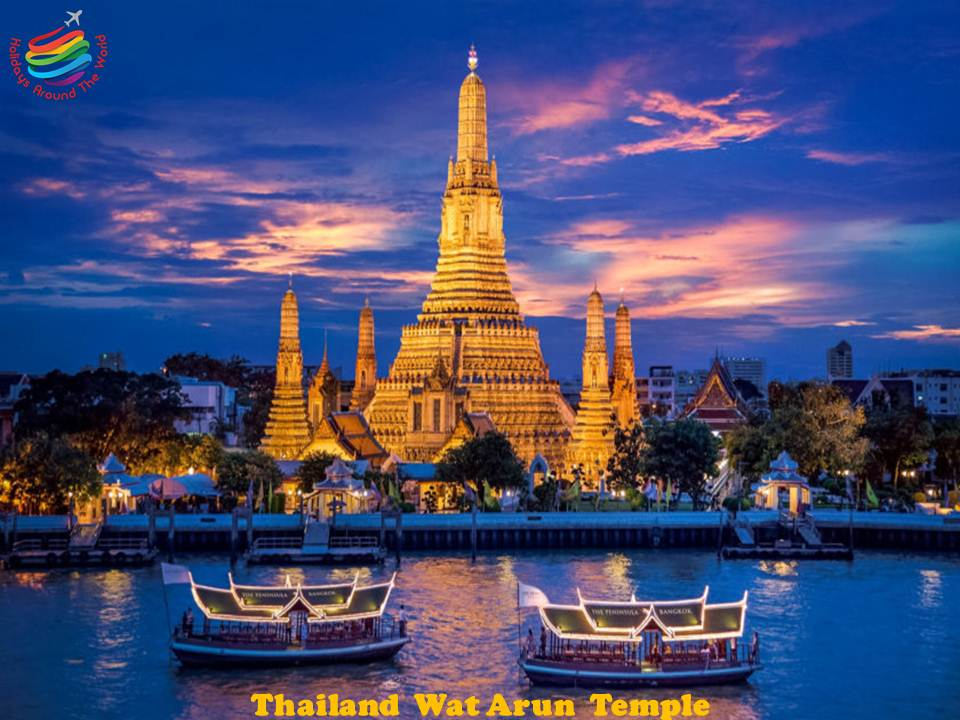 Holidays Around The World
THE PENINSULA BANGKOK
THE PENINSULA BANGKOK
Thailand Wat Arun Temple